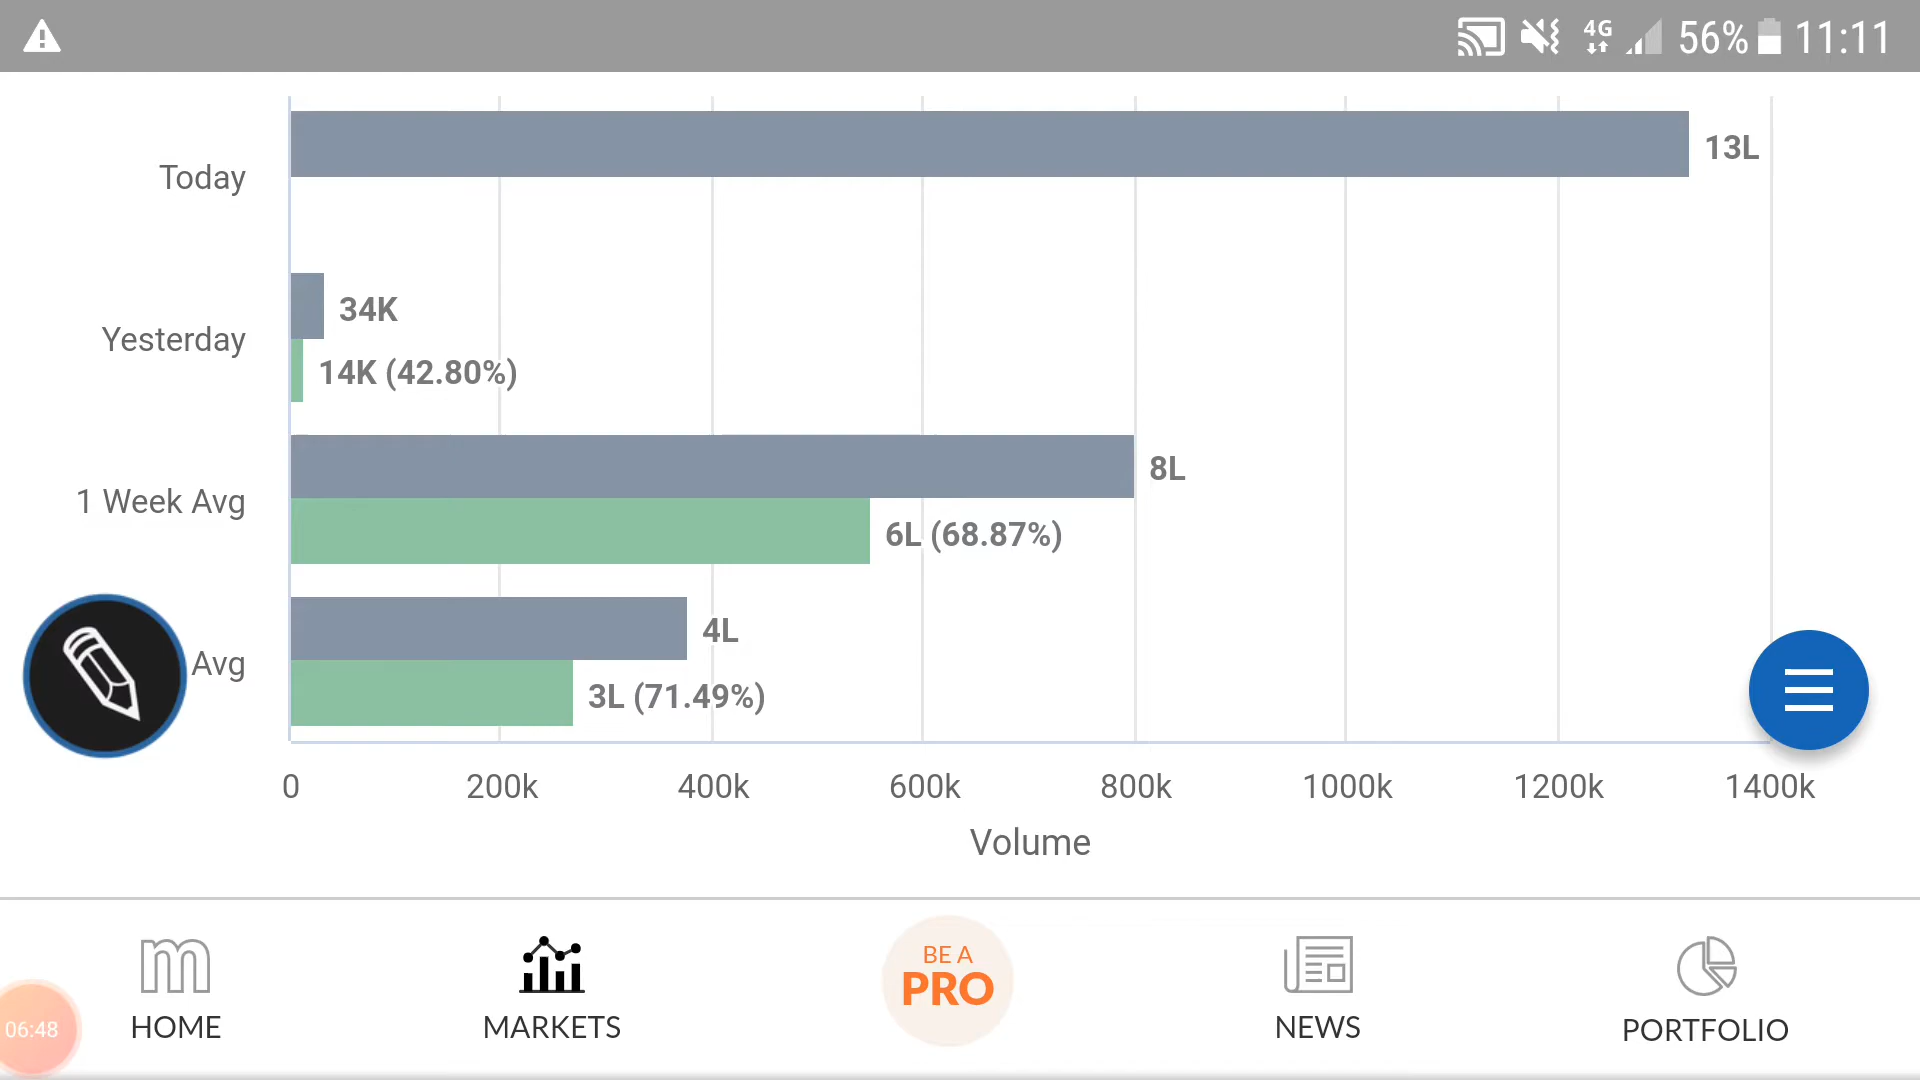 4G 56% 11:11
Today 13L
34K
Yesterday
14K (42.80%)
8L
1 Week Avg
6L (68.87%)
4L
Avg
3L (71.49%)
0 200k 400k 600k 800k 1000k 1200k 1400k
Volume
BE A
PRO
m
06:48
HOME MARKETS NEWS PORTFOLIO